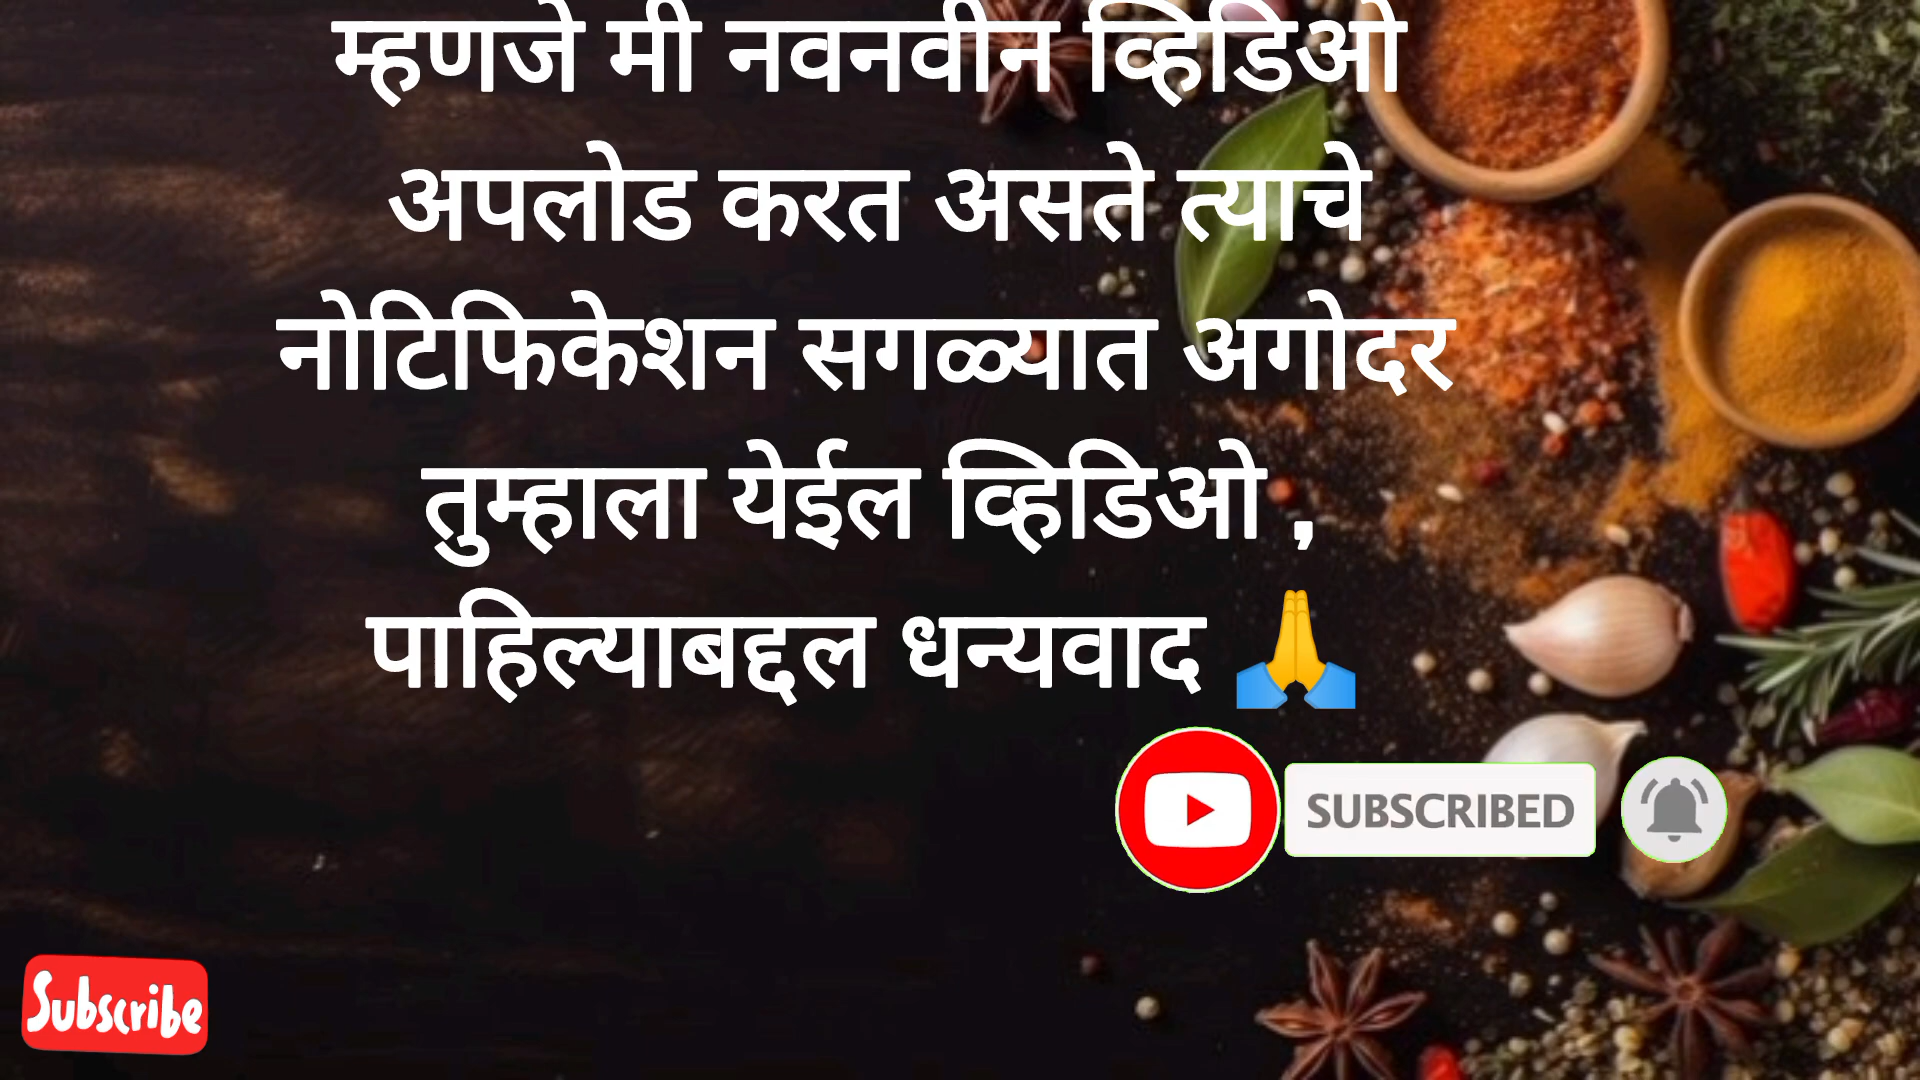 म्हणजे मी नवनवीन व्हिडिओ
अपलोड करत असते त्याचे
नोटिफिकेशन सगळ्यात अगोदर
तुम्हाला येईल व्हिडिओ ,
पाहिल्याबद्दल धन्यवाद 🙏
SUBSCRIBED
Subscribe